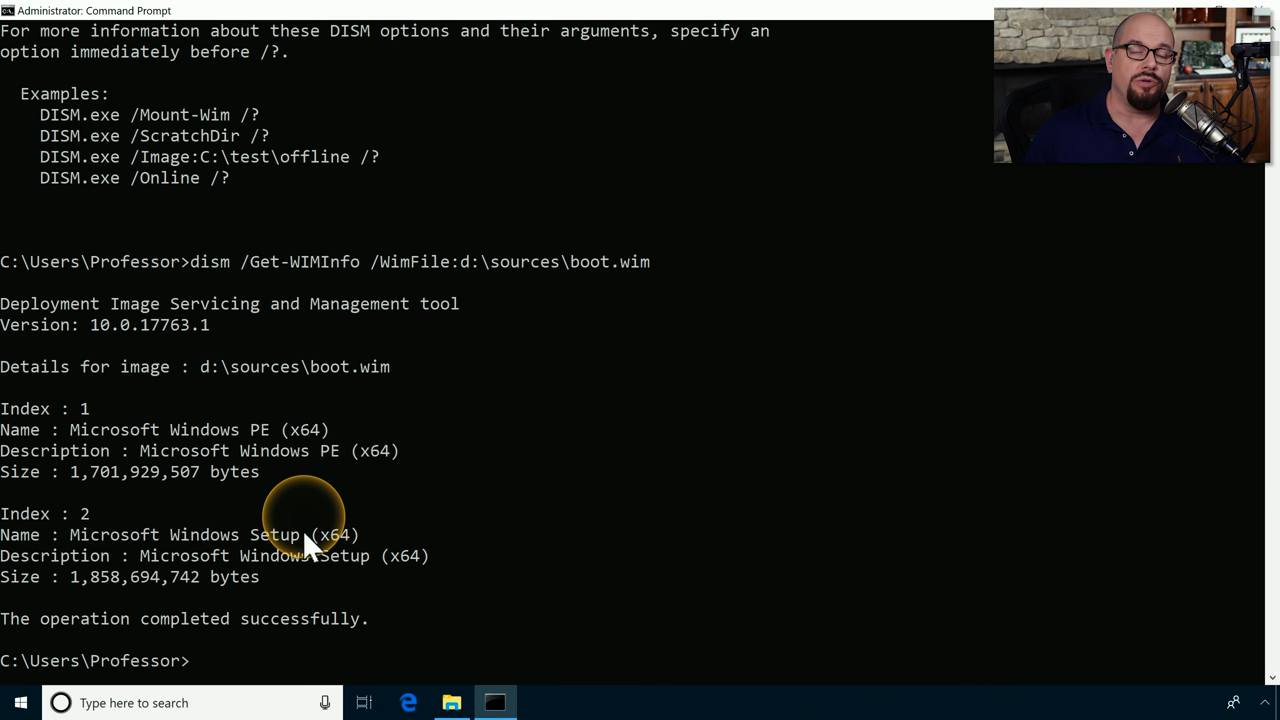 Administrator: Command Prompt
For more information about these DISM options and their arguments, specify an
option immediately before /?.
Examples:
DISM.exe /Mount-Wim /?
DISM.exe /ScratchDir /?
DISM.exe /Image:C:\test\offline /?
DISM.exe /Online /?
C:\Users\Professor>dism /Get-WIMInfo /WimFile:d:\sources\boot.wim
Deployment Image Servicing and Management tool
Version: 10.0.17763.1
Details for image : d:\sources\boot.wim
Index : 1
Name : Microsoft Windows PE (x64)
Description : Microsoft Windows PE (x64)
Size : 1,701,929,507 bytes
Index : 2
Name : Microsoft Windows Setup (x64)
Description : Microsoft Windows Setup (x64)
Size : 1,858,694,742 bytes
The operation completed successfully.
C:\Users\Professor>
Type here to search